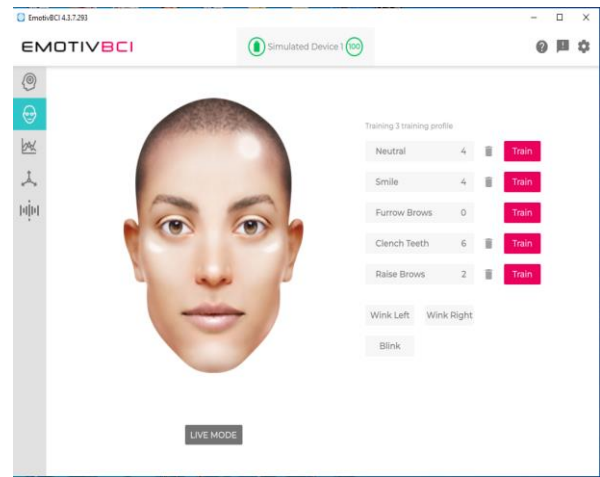 EmotivBCI 4.3.7.293
EMOTIVBCI
Simulated Device 1 100
Training 3 training profile
Neutral 4 Train
Smile 4 Train
Furrow Brows 0 Train
Clench Teeth 6 Train
Raise Brows 2 Train
Wink Left Wink Right
Blink
LIVE MODE